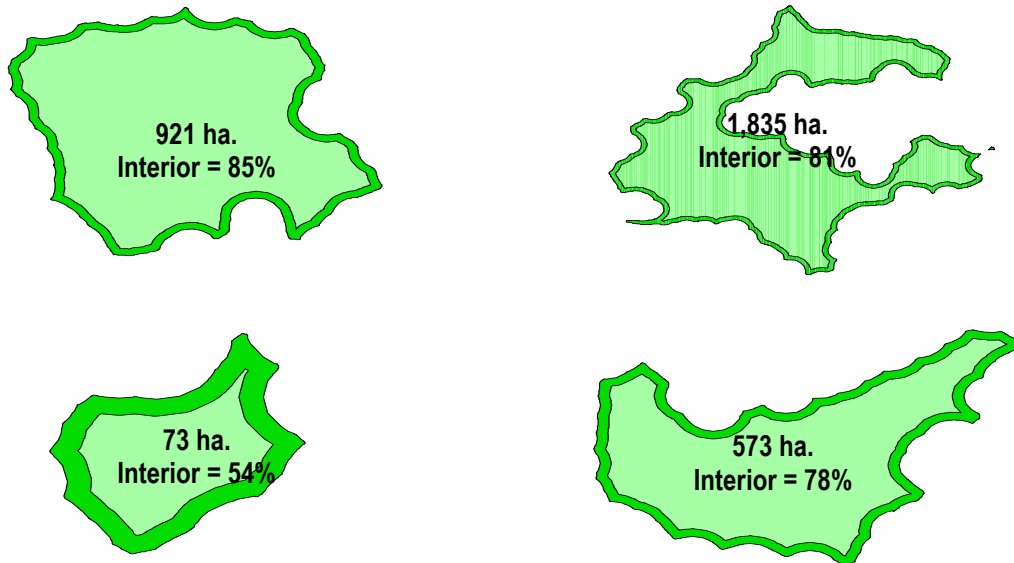 921 ha.
Interior = 85%
1,835 ha.
Interior = 81%
73 ha.
Interior = 54%
573 ha.
Interior = 78%